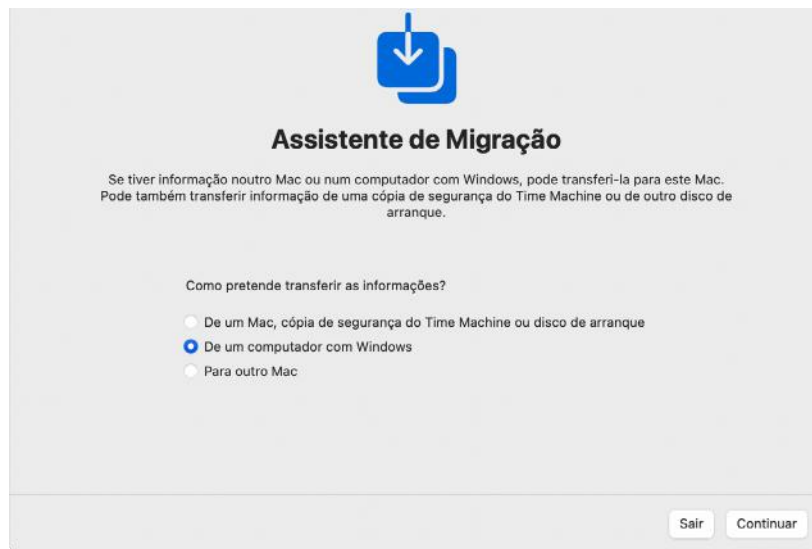 Assistente de Migração
Se tiver informação noutro Mac ou num computador com Windows, pode transferi-la para este Mac.
Pode também transferir informação de uma cópia de segurança do Time Machine ou de outro disco de
arranque.
Como pretende transferir as informações?
De um Mac, cópia de segurança do Time Machine ou disco de arranque
De um computador com Windows
Para outro Mac
Sair Continuar